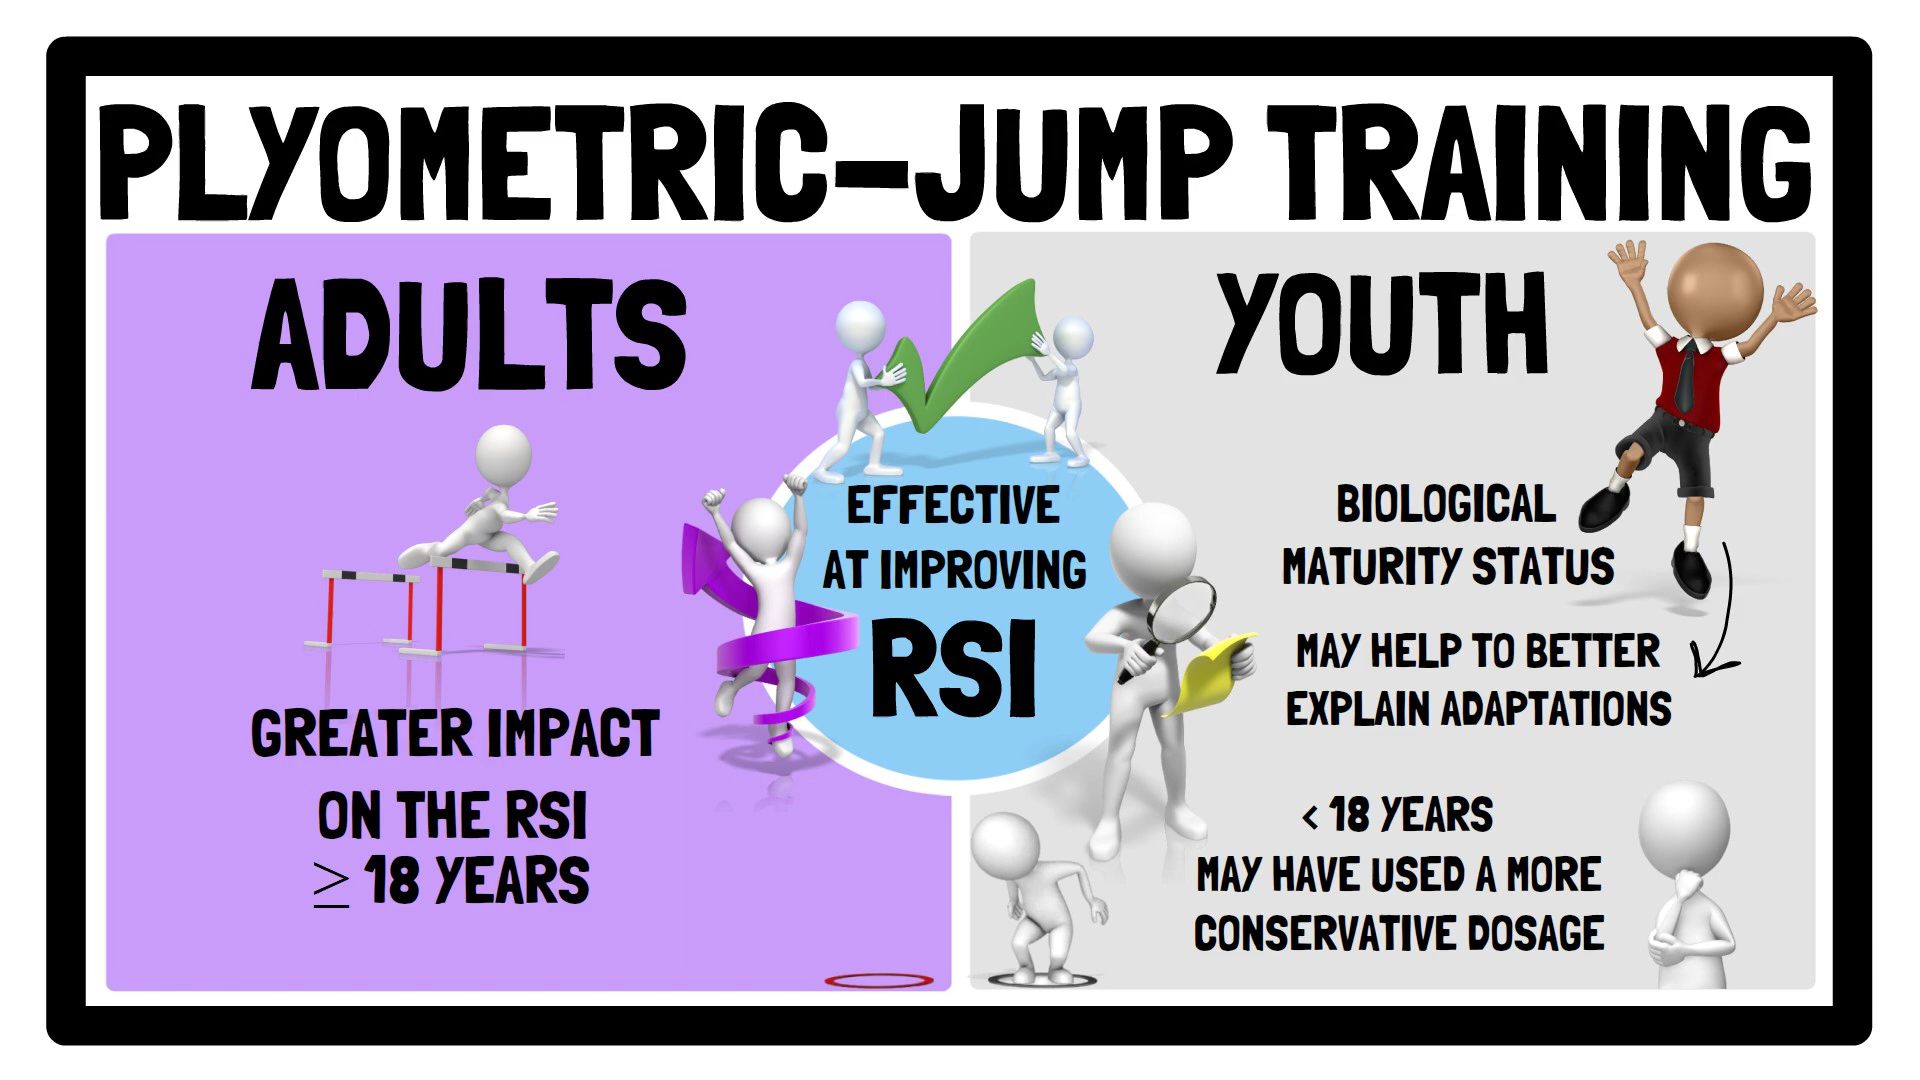 PLYOMETRIC-JUMP TRAINING
ADULTS
GREATER IMPACT
ON THE RSI
≥ 18 YEARS
EFFECTIVE
AT IMPROVING
RSI
YOUTH
BIOLOGICAL
MATURITY STATUS
MAY HELP TO BETTER
EXPLAIN ADAPTATIONS
< 18 YEARS
MAY HAVE USED A MORE
CONSERVATIVE DOSAGE